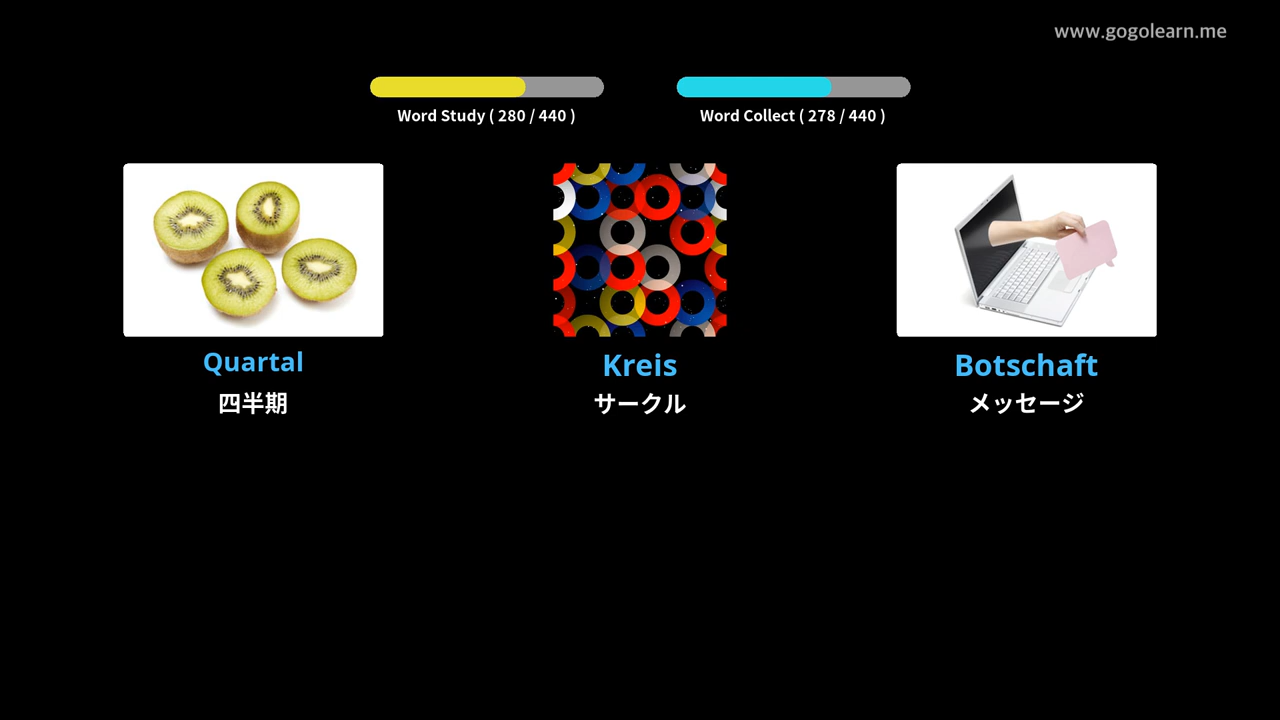 www.gogolearn.me
Word Study ( 280 / 440 )
Word Collect ( 278 / 440 )
Quartal
Kreis
Botschaft
四半期
サークル
メッセージ